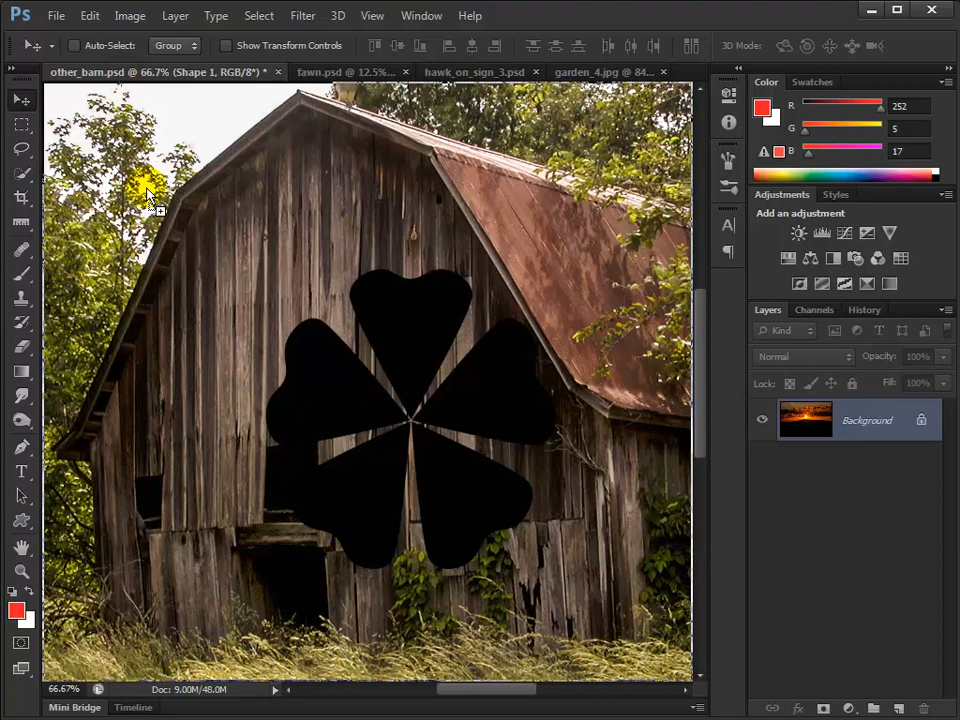 Ps File Edit Image Layer Type Select Filter 3D View Window Help
Auto-Select: Group Show Transform Controls 3D Mode:
other_barn.psd @ 66.7% (Shape 1, RGB/8*) * × fawn.psd @ 12.5%... × hawk_on_sign_3.psd × garden_4.jpg @ 84... ×
Color Swatches
R 252
G 5
B 17
Adjustments Styles
Add an adjustment
Layers Channels History
Kind
Normal Opacity: 100%
Lock: Fill: 100%
Background
66.67% Doc: 9.00M/48.0M
Mini Bridge Timeline